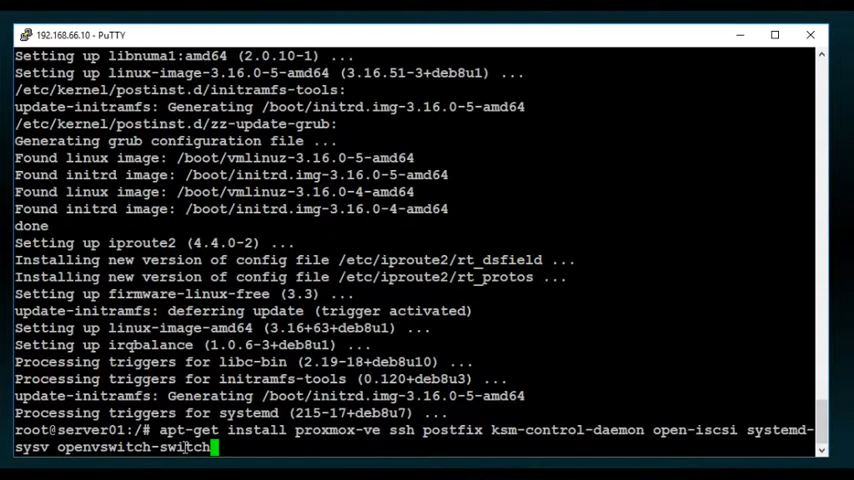 192.168.66.10 - PuTTY
Setting up libnuma1:amd64 (2.0.10-1) ...
Setting up linux-image-3.16.0-5-amd64 (3.16.51-3+deb8u1) ...
/etc/kernel/postinst.d/initramfs-tools:
update-initramfs: Generating /boot/initrd.img-3.16.0-5-amd64
/etc/kernel/postinst.d/zz-update-grub:
Generating grub configuration file ...
Found linux image: /boot/vmlinuz-3.16.0-5-amd64
Found initrd image: /boot/initrd.img-3.16.0-5-amd64
Found linux image: /boot/vmlinuz-3.16.0-4-amd64
Found initrd image: /boot/initrd.img-3.16.0-4-amd64
done
Setting up iproute2 (4.4.0-2) ...
Installing new version of config file /etc/iproute2/rt_dsfield ...
Installing new version of config file /etc/iproute2/rt_protos ...
Setting up firmware-linux-free (3.3) ...
update-initramfs: deferring update (trigger activated)
Setting up linux-image-amd64 (3.16+63+deb8u1) ...
Setting up irqbalance (1.0.6-3+deb8u1) ...
Processing triggers for libc-bin (2.19-18+deb8u10) ...
Processing triggers for initramfs-tools (0.120+deb8u3) ...
update-initramfs: Generating /boot/initrd.img-3.16.0-5-amd64
Processing triggers for systemd (215-17+deb8u7) ...
root@server01:/# apt-get install proxmox-ve ssh postfix ksm-control-daemon open-iscsi systemd-
sysv openvswitch-switch